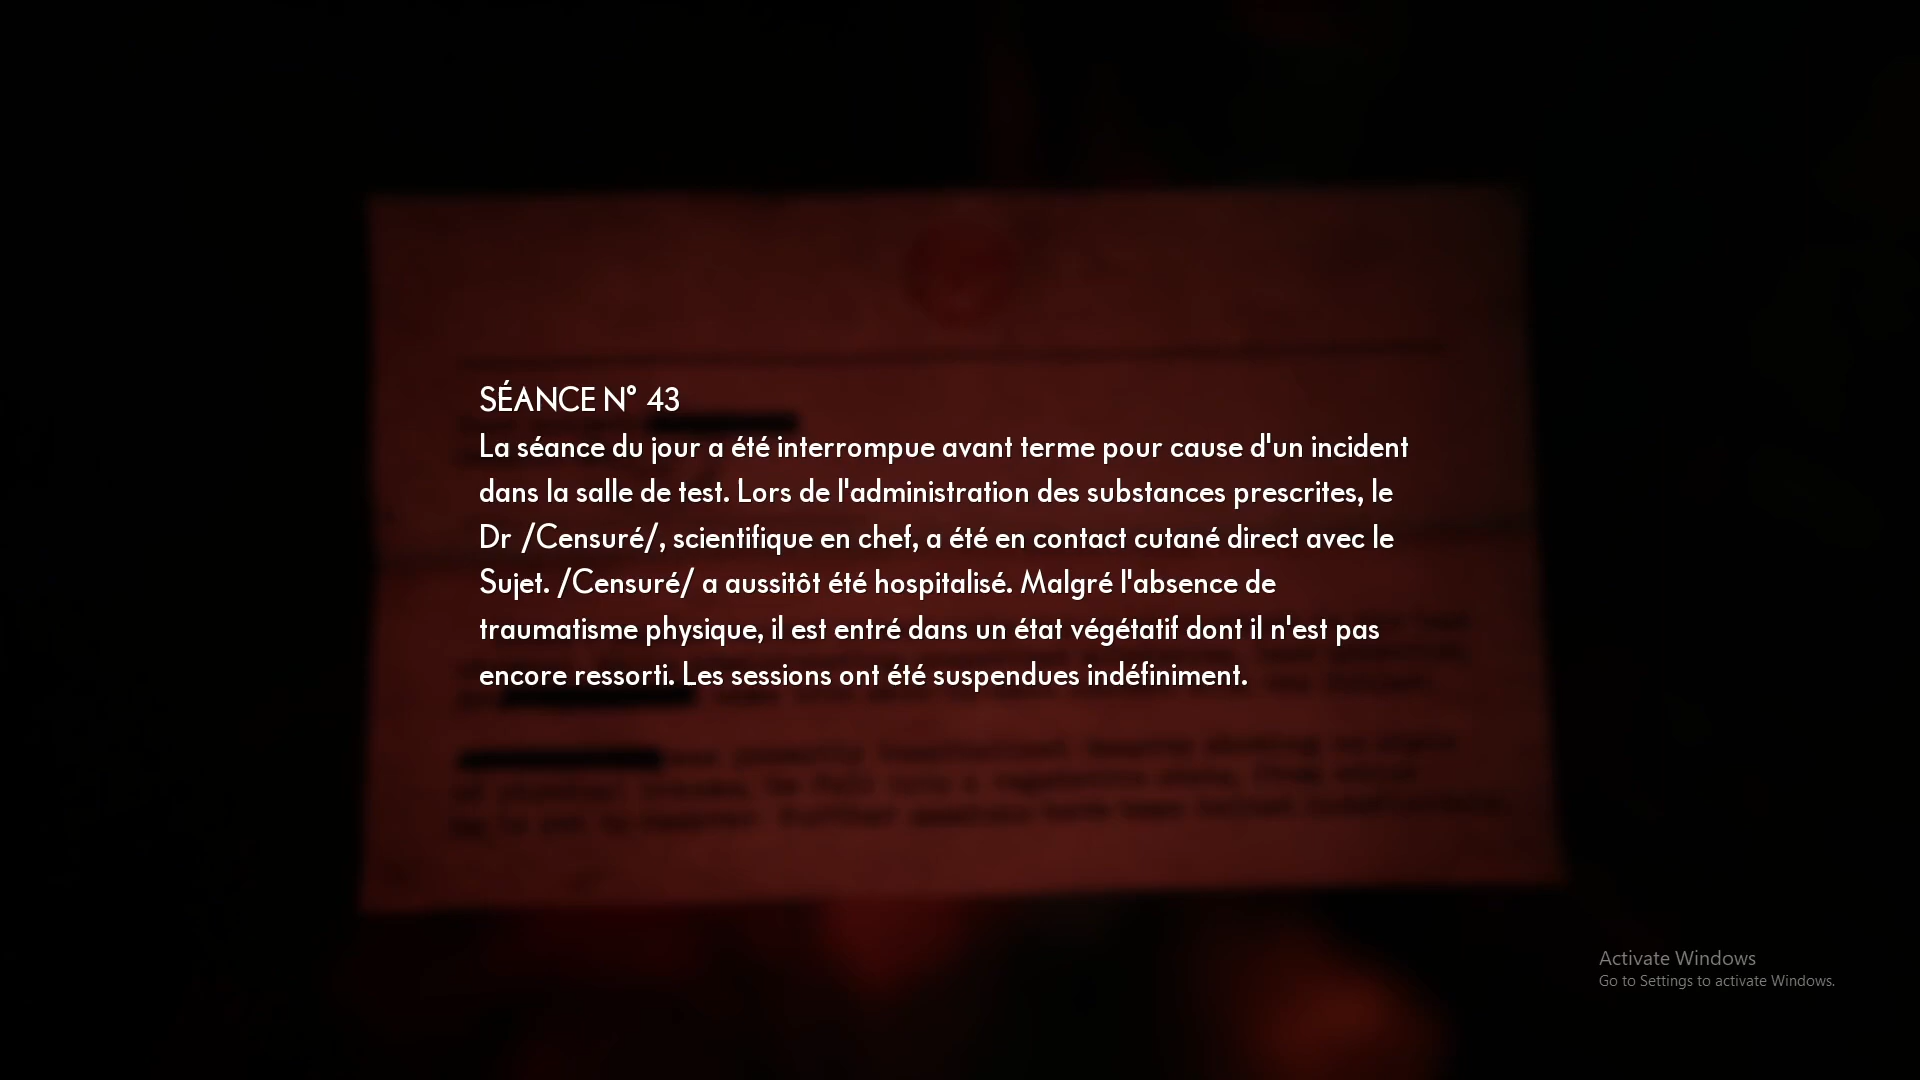 SÉANCE N° 43
La séance du jour a été interrompue avant terme pour cause d'un incident
dans la salle de test. Lors de l'administration des substances prescrites, le
Dr /Censuré/, scientifique en chef, a été en contact cutané direct avec le
Sujet. /Censuré/ a aussitôt été hospitalisé. Malgré l'absence de
traumatisme physique, il est entré dans un état végétatif dont il n'est pas
encore ressorti. Les sessions ont été suspendues indéfiniment.
Activate Windows
Go to Settings to activate Windows.